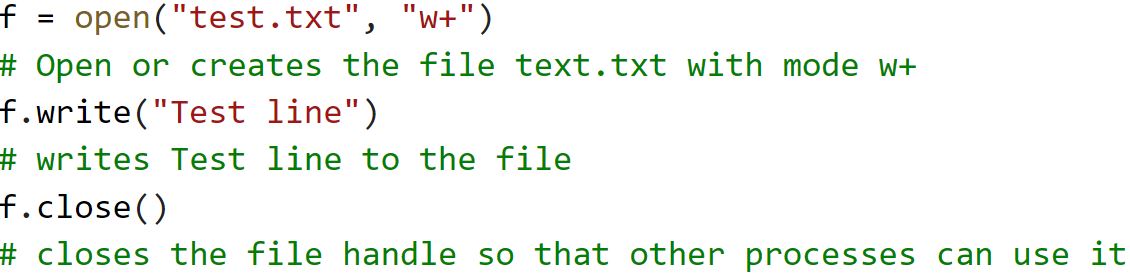 f = open("test.txt", "w+")
# Open or creates the file text.txt with mode w+
f.write("Test line")
# writes Test line to the file
f.close()
# closes the file handle so that other processes can use it